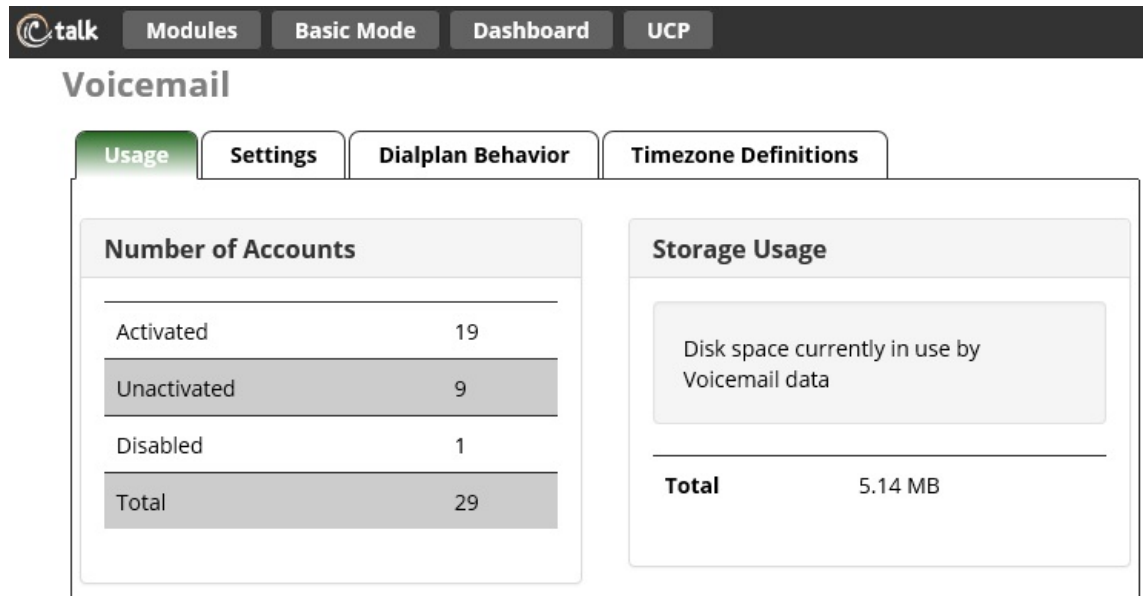 C talk Modules Basic Mode Dashboard UCP
Voicemail
Usage Settings Dialplan Behavior Timezone Definitions
Number of Accounts
Activated 19
Unactivated 9
Disabled 1
Total 29
Storage Usage
Disk space currently in use by
Voicemail data
Total 5.14 MB